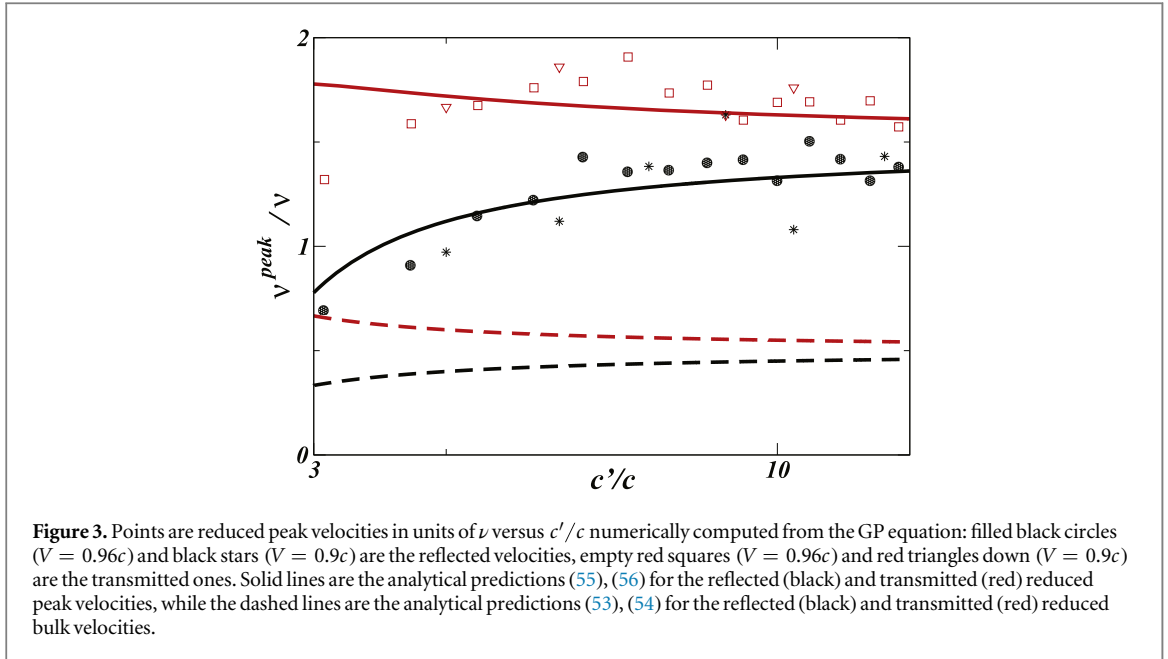 2
1
0
ν^peak / ν
3
10
c'/c
Figure 3. Points are reduced peak velocities in units of ν versus c′/c numerically computed from the GP equation: filled black circles
(V = 0.96c) and black stars (V = 0.9c) are the reflected velocities, empty red squares (V = 0.96c) and red triangles down (V = 0.9c)
are the transmitted ones. Solid lines are the analytical predictions (55), (56) for the reflected (black) and transmitted (red) reduced
peak velocities, while the dashed lines are the analytical predictions (53), (54) for the reflected (black) and transmitted (red) reduced
bulk velocities.